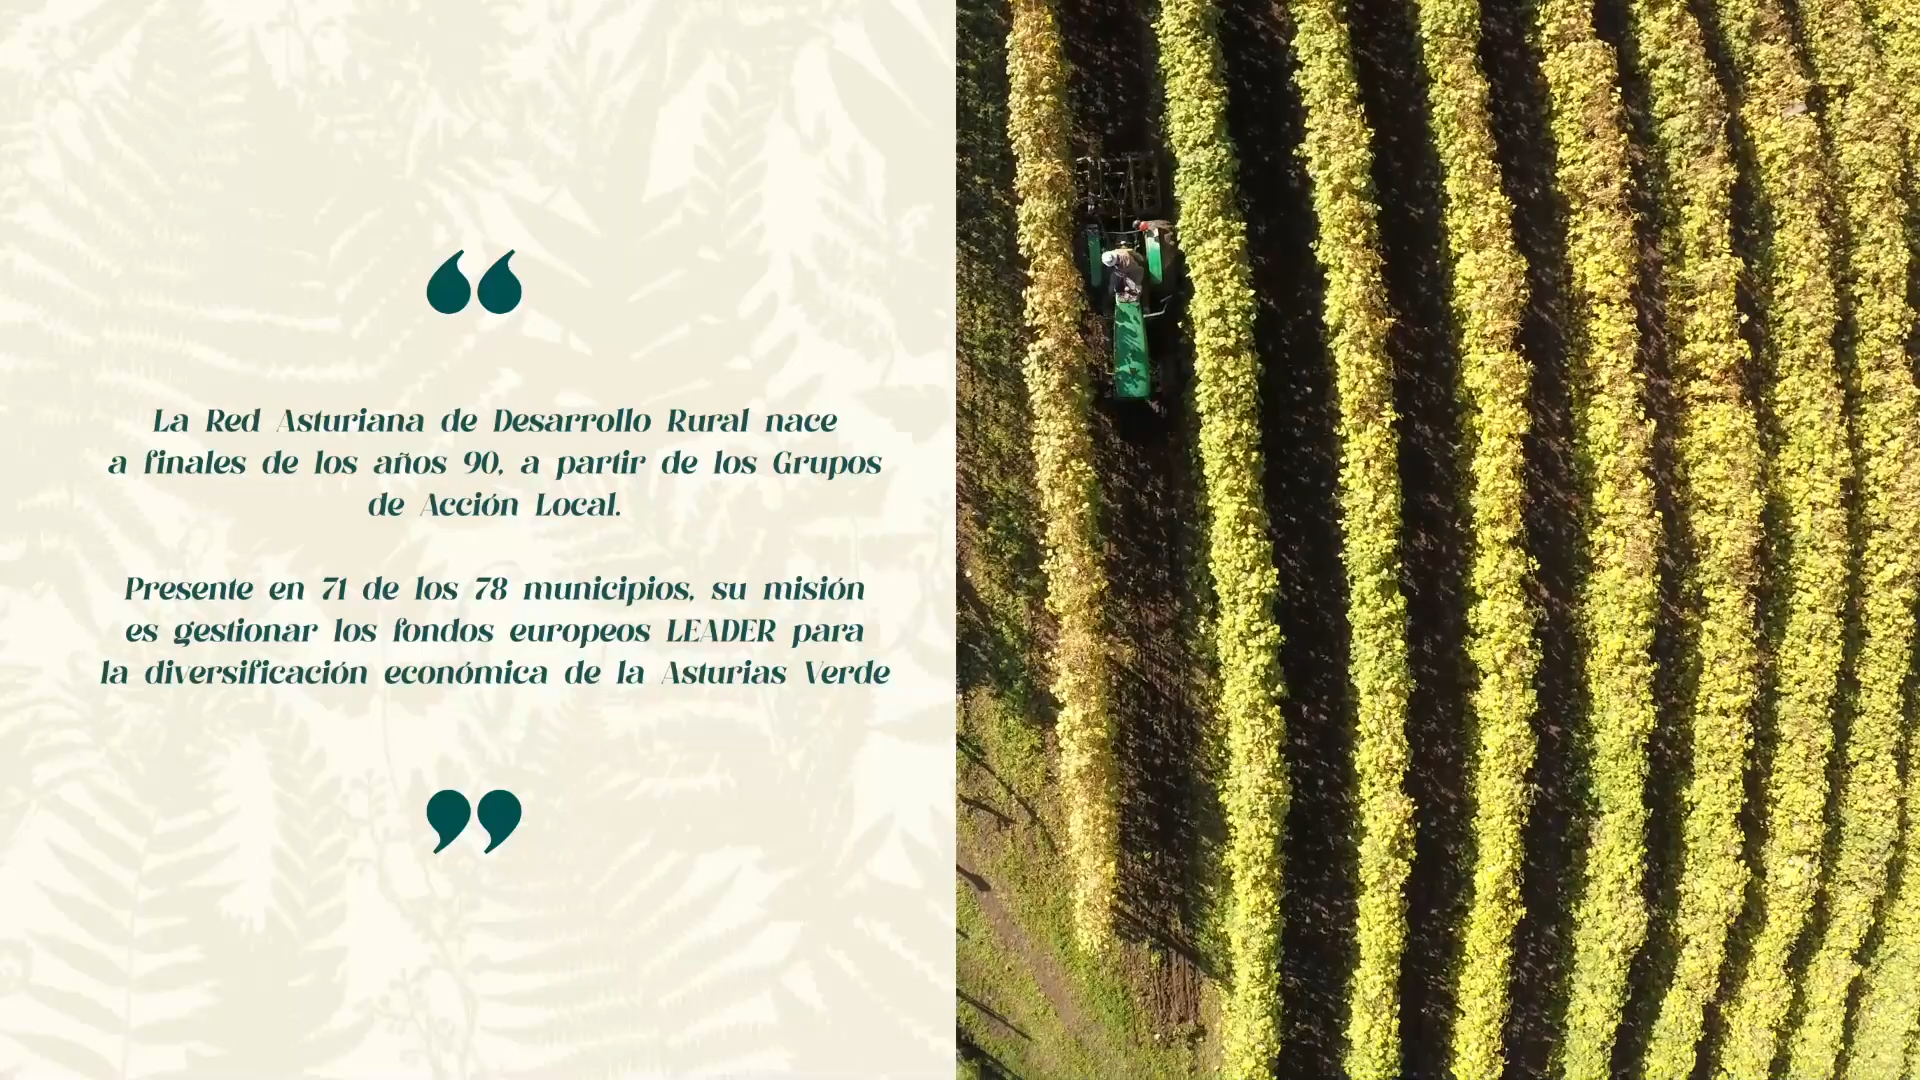 La Red Asturiana de Desarrollo Rural nace
a finales de los años 90, a partir de los Grupos
de Acción Local.
Presente en 71 de los 78 municipios, su misión
es gestionar los fondos europeos LEADER para
la diversificación económica de la Asturias Verde